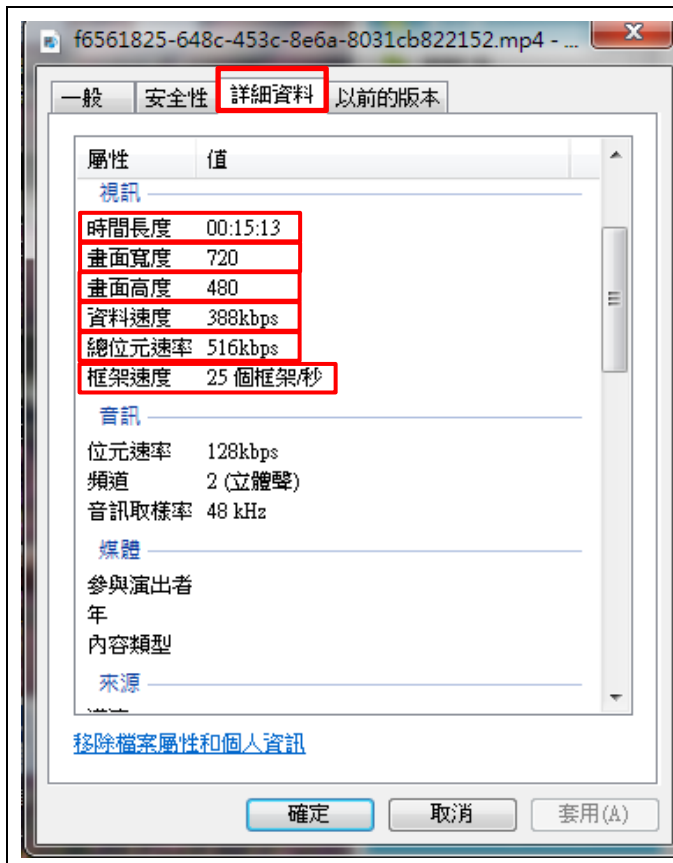 f6561825-648c-453c-8e6a-8031cb822152.mp4 - ...
一般 安全性 詳細資料 以前的版本
屬性 值
視訊
時間長度 00:15:13
畫面寬度 720
畫面高度 480
資料速度 388kbps
總位元速率 516kbps
框架速度 25 個框架/秒
音訊
位元速率 128kbps
頻道 2 (立體聲)
音訊取樣率 48 kHz
媒體
參與演出者
年
內容類型
來源
移除檔案屬性和個人資訊
確定 取消 套用(A)